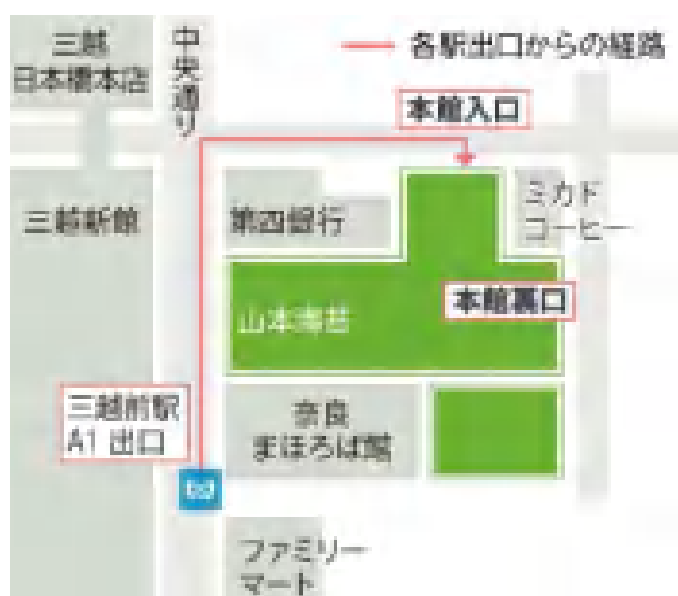 三越
日本橋本店
中央通り
各駅出口からの経路
本館入口
三越新館
第四銀行
ミカド
コーヒー
山本海苔
本館裏口
三越前駅
A1 出口
奈良
まほろば館
ファミリー
マート